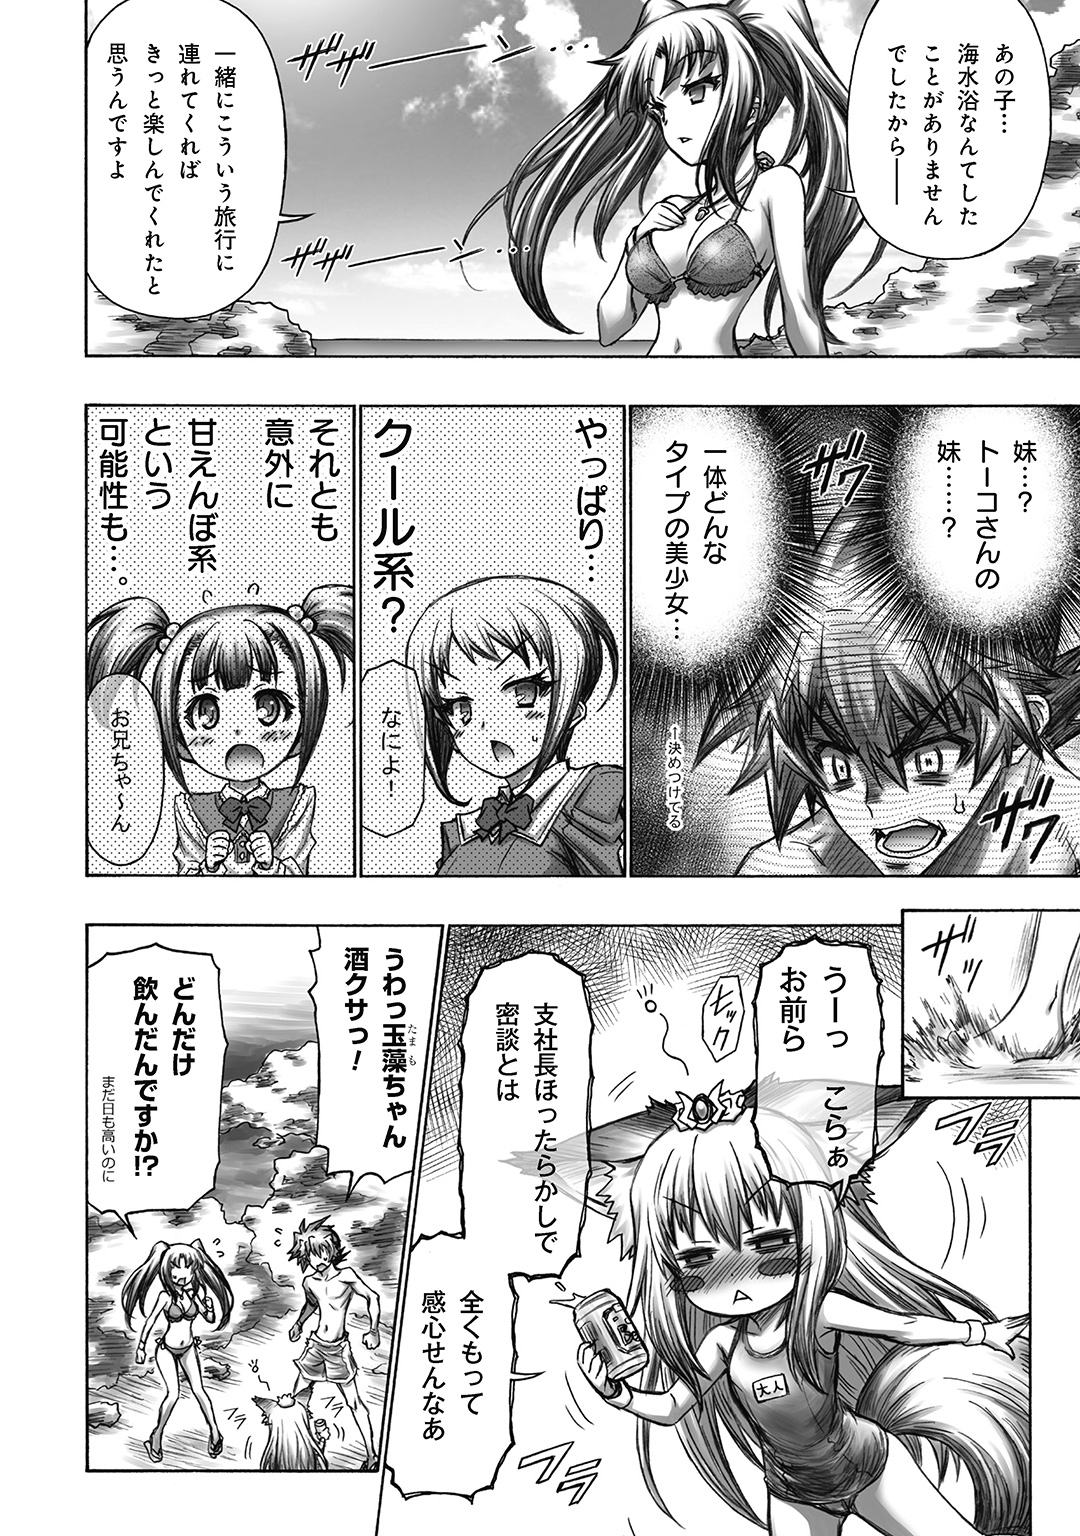 あの子…
海水浴なんてした
ことがありません
でしたから――
ザザーン…
一緒にこういう旅行に
連れてくれば
きっと楽しんでくれたと
思うんですよ
ザザーン…
妹…?
トーコさんの
妹……?
ザワ
一体どんな
タイプの美少女…
ー決めつけてる
ザワ
やっぱり…
クール系?
なによ!
それとも
意外に
甘えんぼ系
という
可能性も…。
お兄ちゃ〜ん
ザッ
うーっ
お前ら
こらぁ
ヒック
フラ
支社長ほったらかしで
密談とは
全くもって
感心せんなあ
大人
フラ
うわっ玉藻ちゃん
たまも
酒クサっ!
どんだけ
飲んだんですか!?
まだ日も高いのに